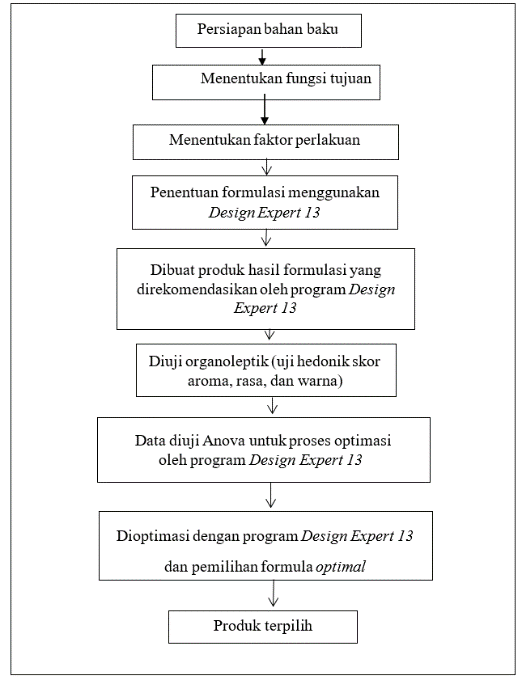 Persiapan bahan baku
Menentukan fungsi tujuan
Menentukan faktor perlakuan
Penentuan formulasi menggunakan
Design Expert 13
Dibuat produk hasil formulasi yang
direkomendasikan oleh program Design
Expert 13
Diuji organoleptik (uji hedonik skor
aroma, rasa, dan warna)
Data diuji Anova untuk proses optimasi
oleh program Design Expert 13
Dioptimasi dengan program Design Expert 13
dan pemilihan formula optimal
Produk terpilih